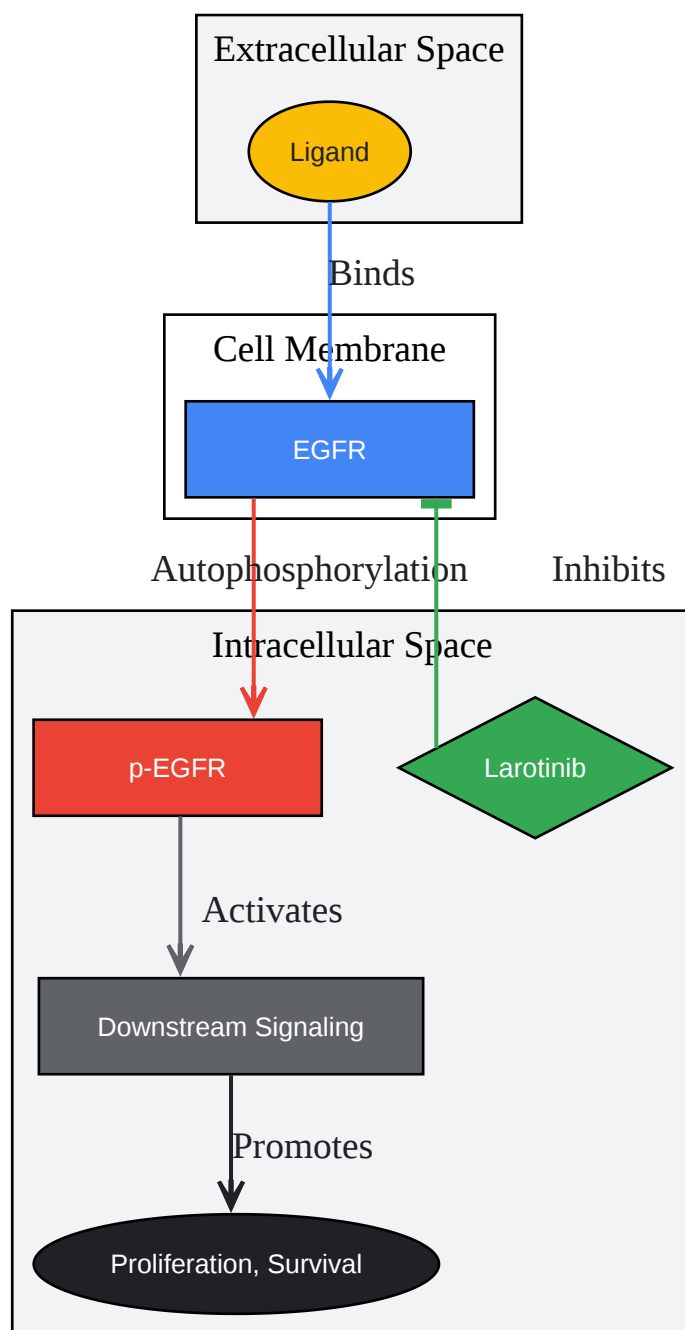 Extracellular Space
Ligand
Binds
Cell Membrane
EGFR
Autophosphorylation
Inhibits
Intracellular Space
p-EGFR
Larotinib
Activates
Downstream Signaling
Promotes
Proliferation, Survival